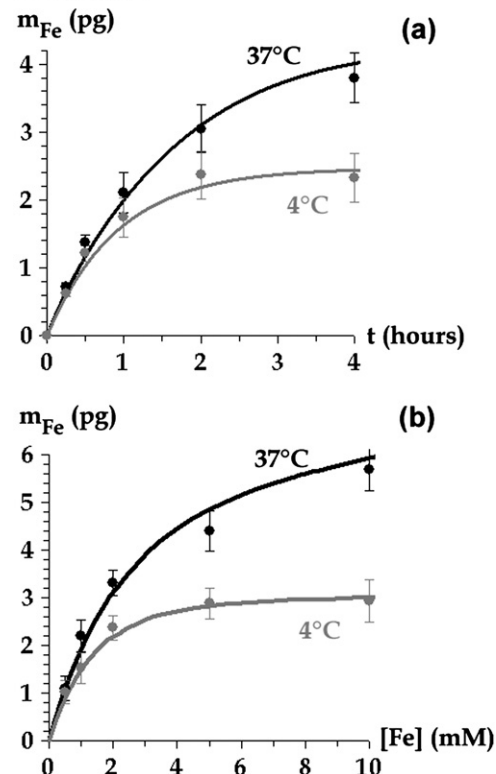 m_Fe (pg)
(a)
37°C
4
3
2
4°C
1
0
t (hours)
0 1 2 3 4
m_Fe (pg)
(b)
6
37°C
5
4
3
4°C
2
1
0
[Fe] (mM)
0 2 4 6 8 10